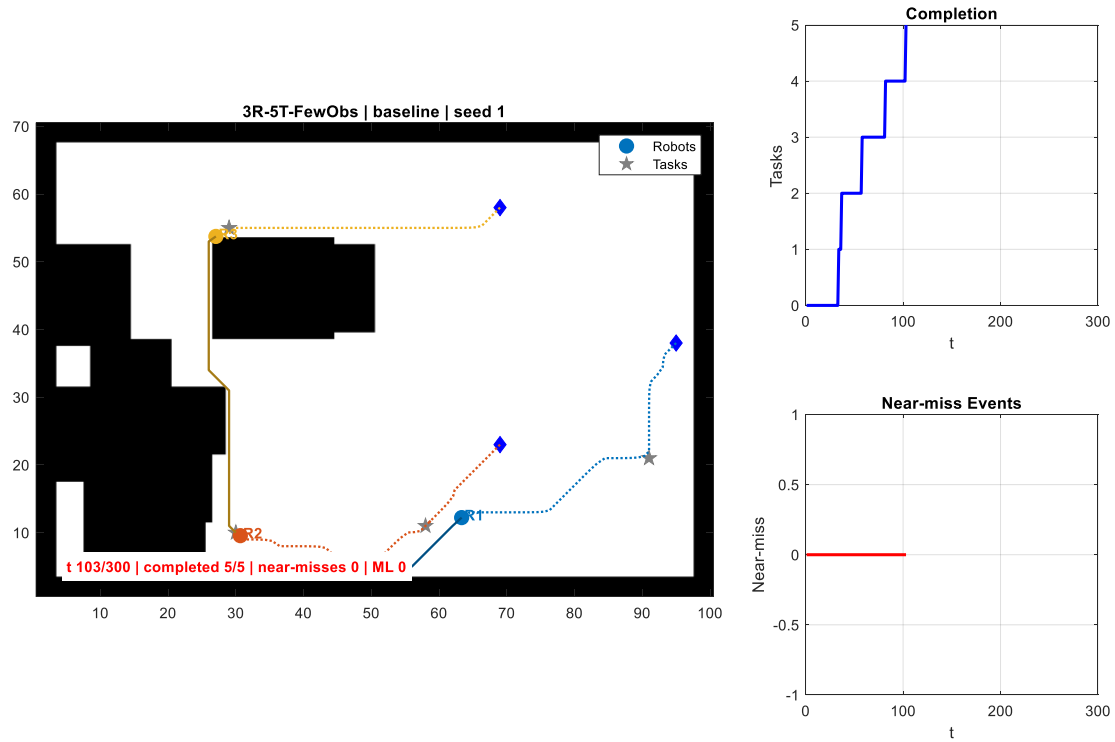 3R-5T-FewObs | baseline | seed 1
70
60
50
40
30
20
10
10
20
30
40
50
60
70
80
90
100
Robots
Tasks
R3
R2
R1
t 103/300 | completed 5/5 | near-misses 0 | ML 0
Completion
Tasks
5
4
3
2
1
0
0
100
200
300
t
Near-miss Events
Near-miss
1
0.5
0
-0.5
-1
0
100
200
300
t